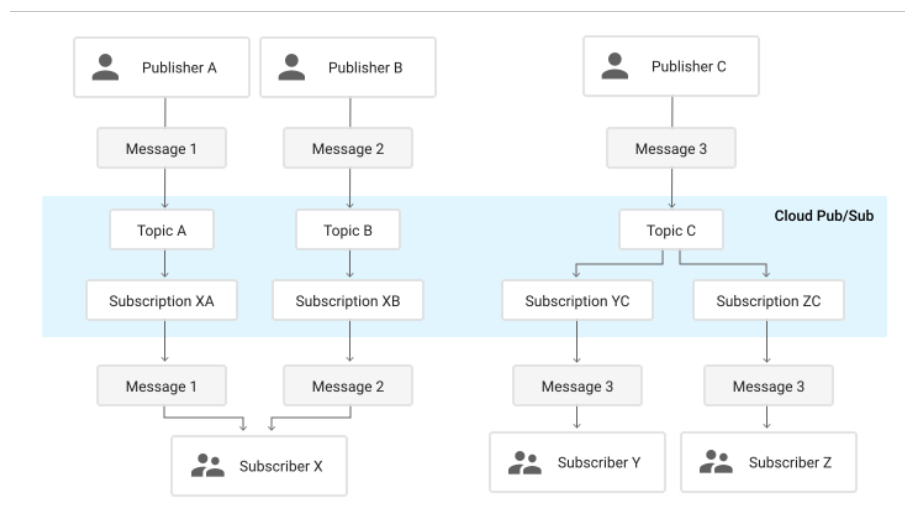 Publisher A
Publisher B
Publisher C
Message 1
Message 2
Message 3
Cloud Pub/Sub
Topic A
Topic B
Topic C
Subscription XA
Subscription XB
Subscription YC
Subscription ZC
Message 1
Message 2
Message 3
Message 3
Subscriber X
Subscriber Y
Subscriber Z